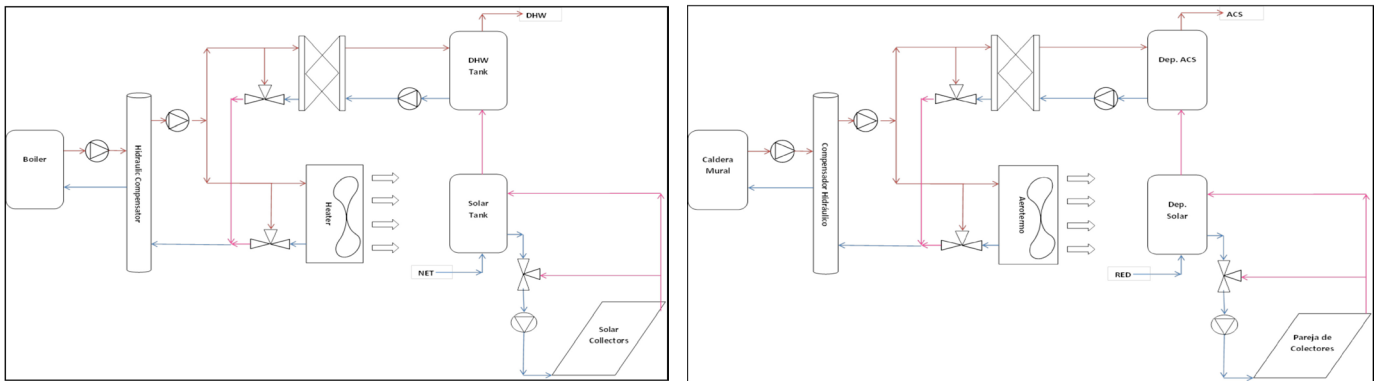 DHW
DHW
Tank
Boiler
Hidraulic Compensator
Heater
Solar
Tank
NET
Solar
Collectors
ACS
Dep. ACS
Caldera
Mural
Compensador Hidráulico
Aerotermo
Dep.
Solar
RED
Pareja de
Colectores